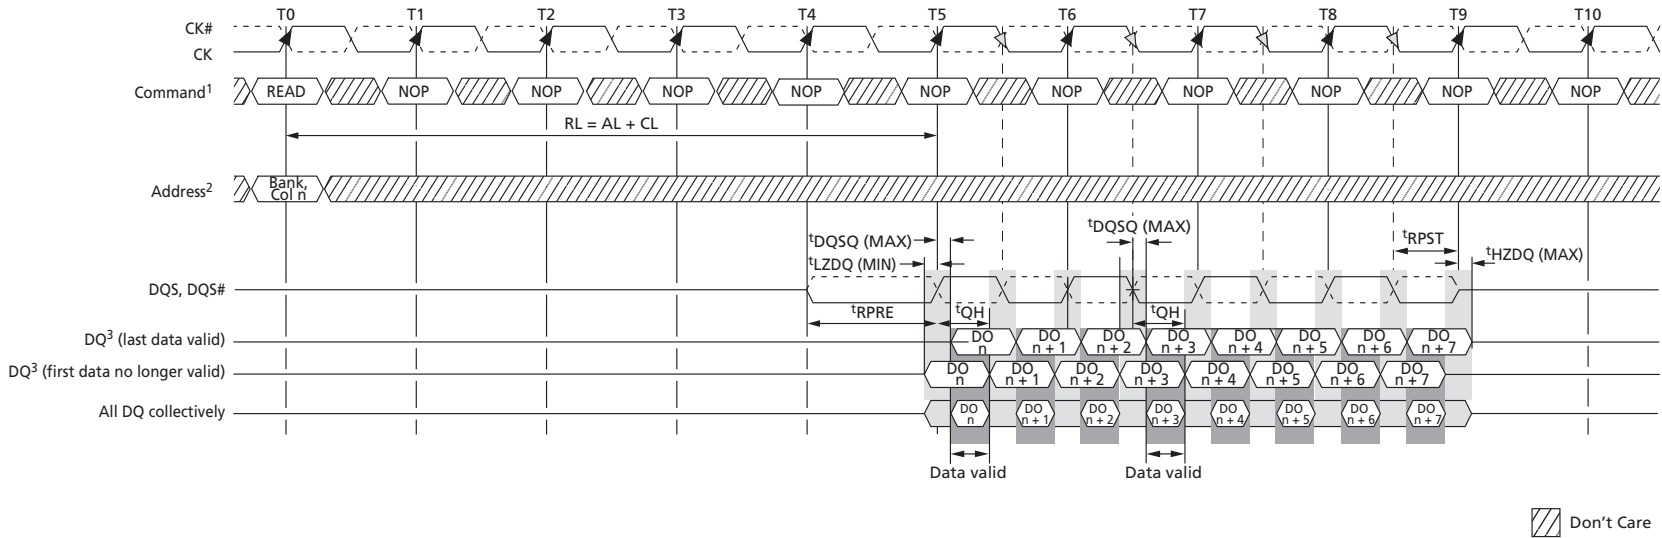 T0 T1 T2 T3 T4 T5 T6 T7 T8 T9 T10
CK#
CK
Command1 READ NOP NOP NOP NOP NOP NOP NOP NOP NOP NOP
RL = AL + CL
Address2 Bank,
Col n
tDQSQ (MAX) tDQSQ (MAX) tRPST
tLZDQ (MIN) tHZDQ (MAX)
DQS, DQS#
tRPRE tQH tQH
DQ3 (last data valid) DO DO DO DO DO DO DO DO
n n + 1 n + 2 n + 3 n + 4 n + 5 n + 6 n + 7
DQ3 (first data no longer valid) DO DO DO DO DO DO DO DO
n n + 1 n + 2 n + 3 n + 4 n + 5 n + 6 n + 7
All DQ collectively DO DO DO DO DO DO DO DO
n n + 1 n + 2 n + 3 n + 4 n + 5 n + 6 n + 7
Data valid Data valid
Don't Care